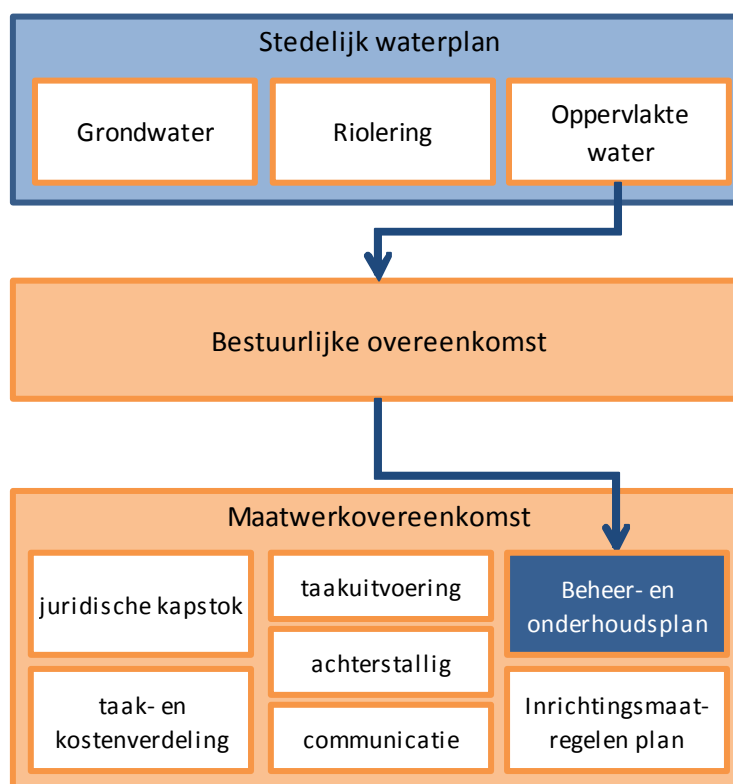 Stedelijk waterplan
Grondwater
Riolering
Oppervlakte
water
Bestuurlijke overeenkomst
Maatwerkovereenkomst
juridische kapstok
taak- en
kostenverdeling
taakuitvoering
achterstallig
communicatie
Beheer- en
onderhoudsplan
Inrichtingsmaat-
regelen plan